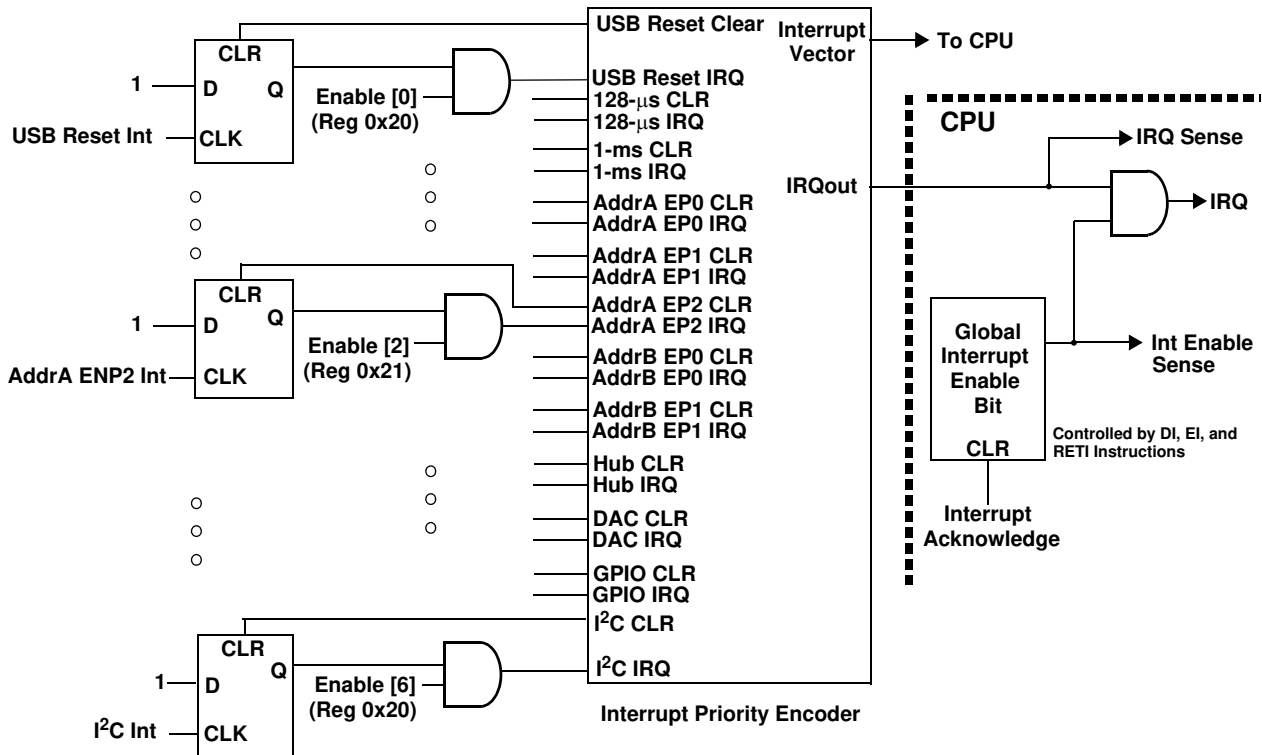 CLR
1
D
Q
USB Reset Int
CLK
Enable [0]
(Reg 0x20)
CLR
1
D
Q
AddrA ENP2 Int
CLK
Enable [2]
(Reg 0x21)
CLR
1
D
Q
I²C Int
CLK
Enable [6]
(Reg 0x20)
USB Reset Clear
USB Reset IRQ
128-μs CLR
128-μs IRQ
1-ms CLR
1-ms IRQ
AddrA EP0 CLR
AddrA EP0 IRQ
AddrA EP1 CLR
AddrA EP1 IRQ
AddrA EP2 CLR
AddrA EP2 IRQ
AddrB EP0 CLR
AddrB EP0 IRQ
AddrB EP1 CLR
AddrB EP1 IRQ
Hub CLR
Hub IRQ
DAC CLR
DAC IRQ
GPIO CLR
GPIO IRQ
I²C CLR
I²C IRQ
Interrupt
Vector
IRQout
Interrupt Priority Encoder
To CPU
CPU
IRQ Sense
IRQ
Global
Interrupt
Enable
Bit
CLR
Int Enable
Sense
Controlled by DI, EI, and
RETI Instructions
Interrupt
Acknowledge